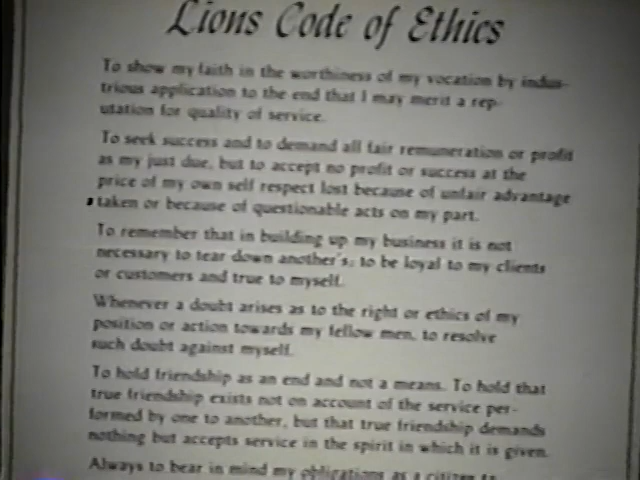 Lions Code of Ethics
To show my faith in the worthiness of my vocation by indus-
trious application to the end that I may merit a rep-
utation for quality of service.
To seek success and to demand all fair remuneration or profit
as my just due, but to accept no profit or success at the
price of my own self respect lost because of unfair advantage
taken or because of questionable acts on my part.
To remember that in building up my business it is not
necessary to tear down another's; to be loyal to my clients
or customers and true to myself.
Whenever a doubt arises as to the right or ethics of my
position or action towards my fellow men, to resolve
such doubt against myself.
To hold friendship as an end and not a means. To hold that
true friendship exists not on account of the service per-
formed by one to another, but that true friendship demands
nothing but accepts service in the spirit in which it is given.
Always to bear in mind my obligations as a citizen to